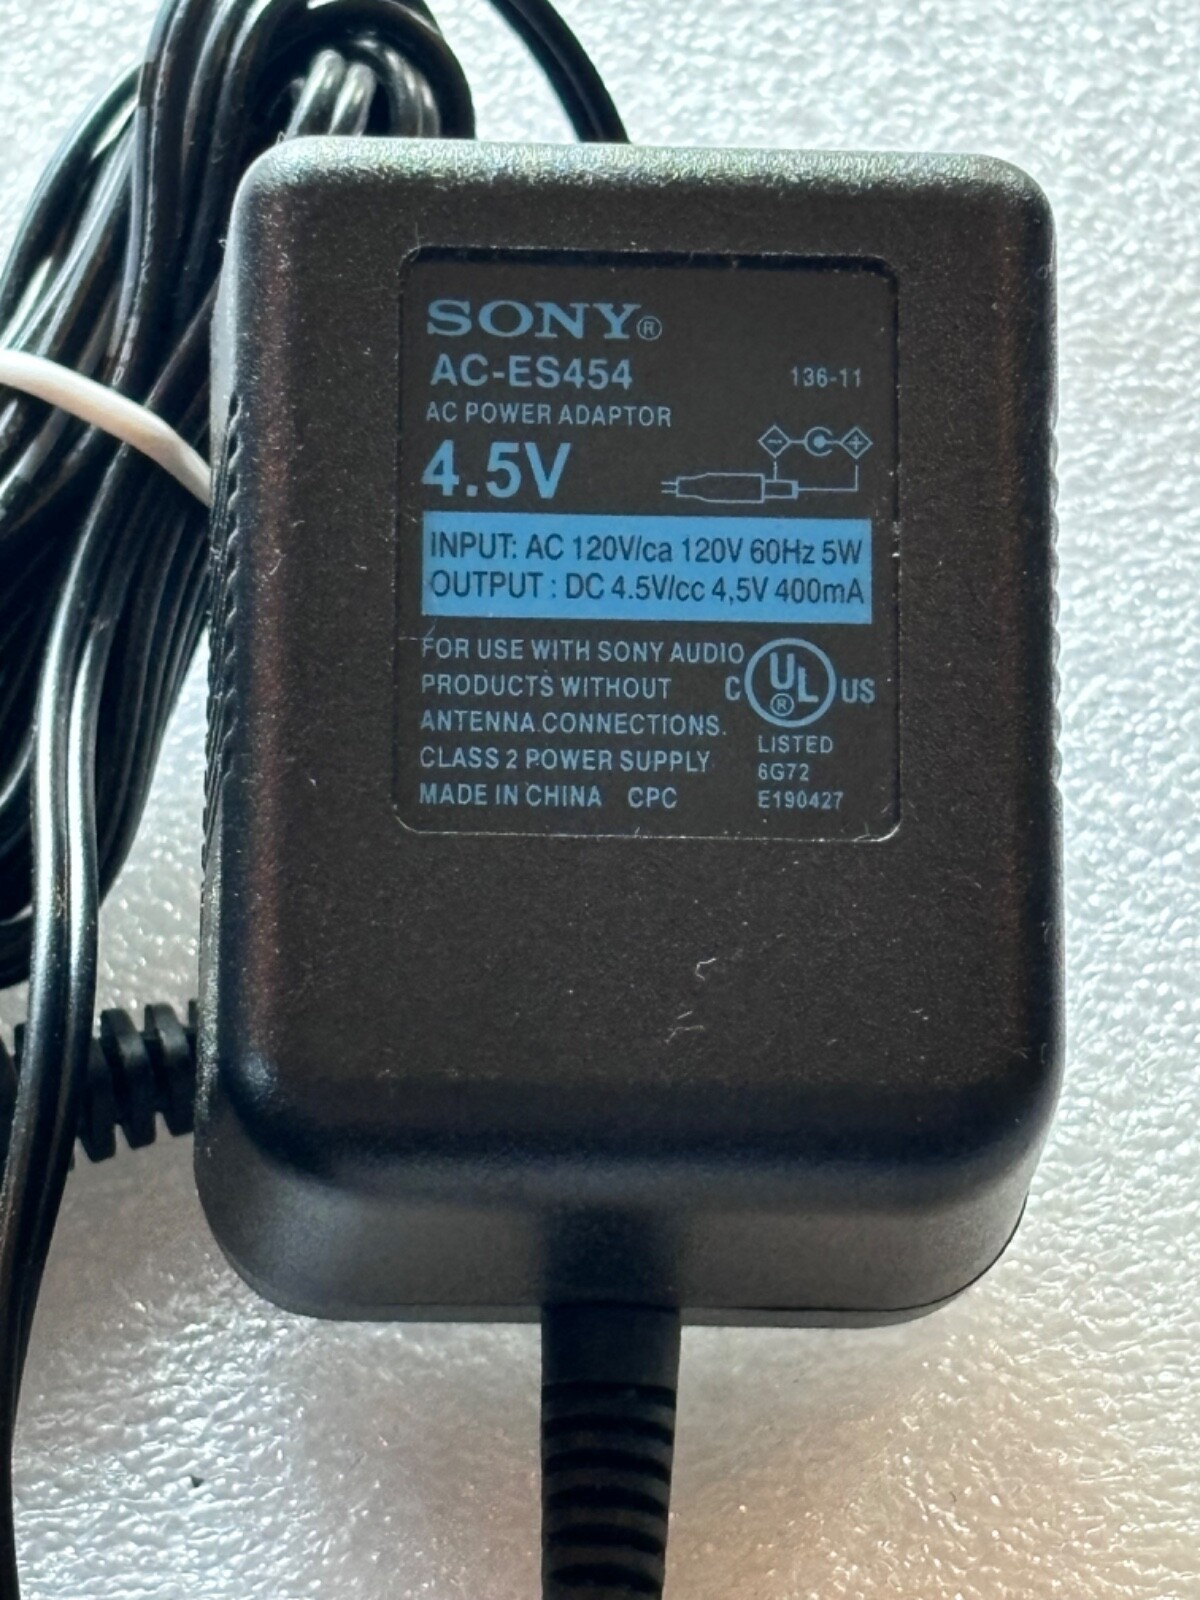 SONY®
AC-ES454 136-11
AC POWER ADAPTOR
4.5V
INPUT: AC 120V/ca 120V 60Hz 5W
OUTPUT : DC 4.5V/cc 4,5V 400mA
FOR USE WITH SONY AUDIO
PRODUCTS WITHOUT
ANTENNA CONNECTIONS.
CLASS 2 POWER SUPPLY
MADE IN CHINA CPC
C UL® US
LISTED
6G72
E190427